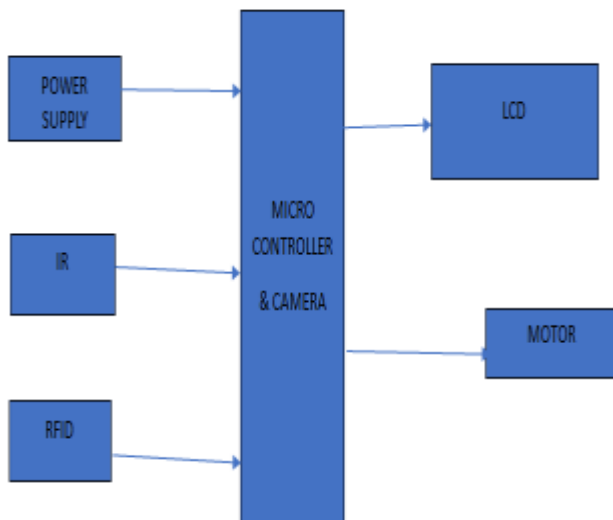 POWER
SUPPLY
IR
RFID
MICRO
CONTROLLER
& CAMERA
LCD
MOTOR